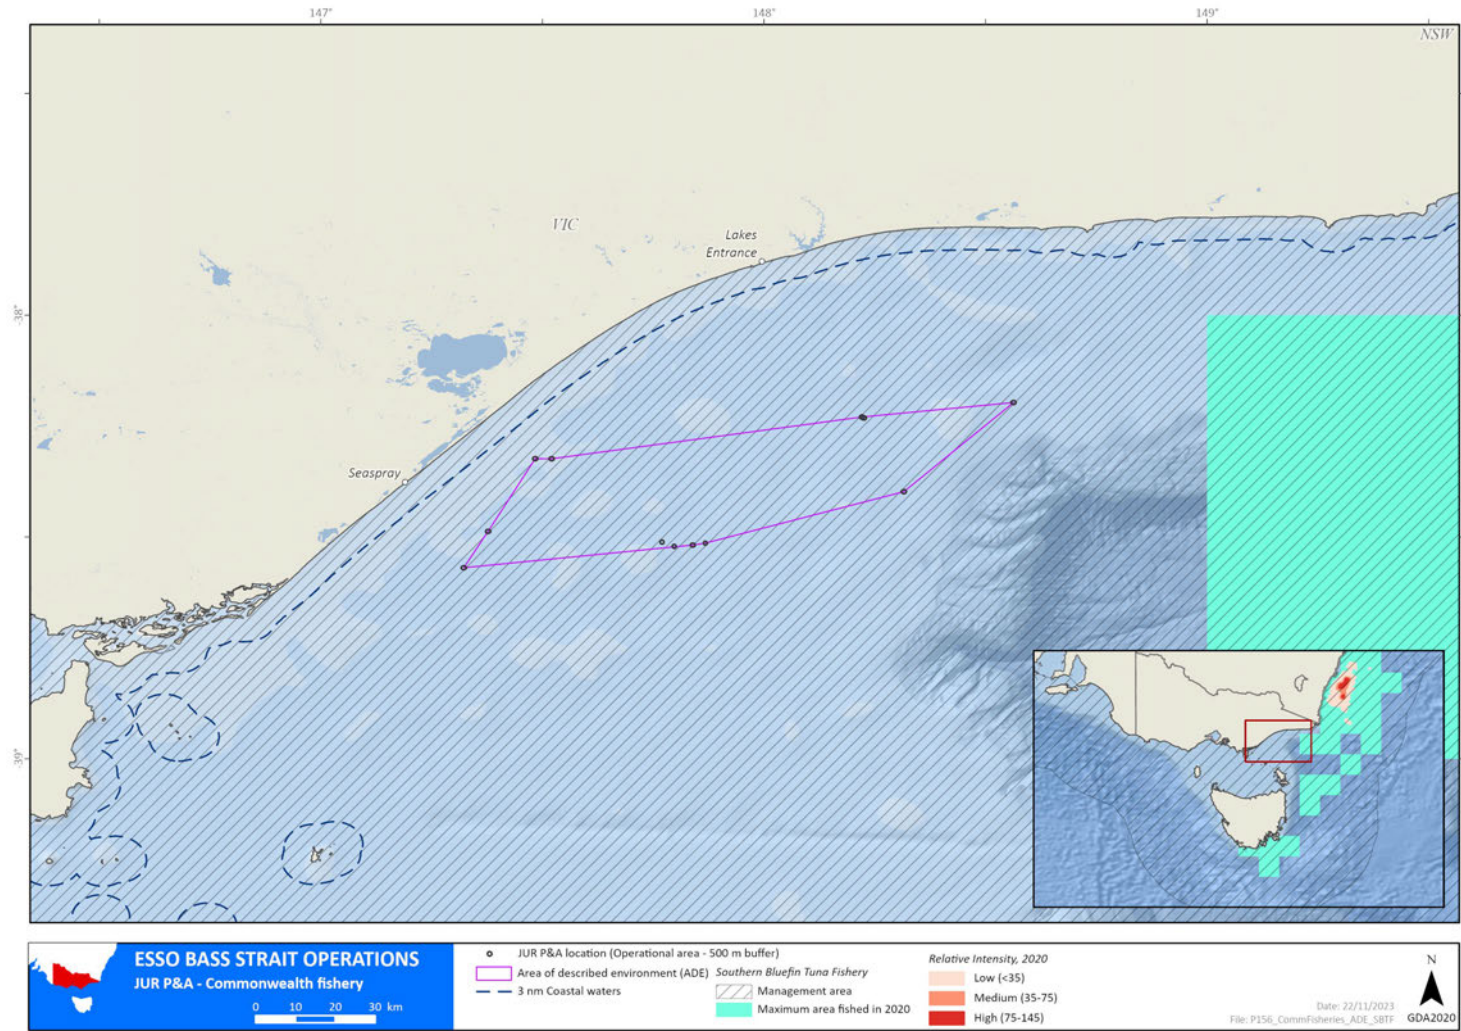 147°
148°
149°
NSW
VIC
Lakes
Entrance
38°
Seaspray
39°
ESSO BASS STRAIT OPERATIONS
JUR P&A - Commonwealth fishery
0 10 20 30 km
JUR P&A location (Operational area - 500 m buffer)
Area of described environment (ADE)
3 nm Coastal waters
Southern Bluefin Tuna Fishery
Management area
Maximum area fished in 2020
Relative Intensity, 2020
Low (<35)
Medium (35-75)
High (75-145)
N
Date: 22/11/2023
File: P156_CommFisheries_ADE_SBTF
GDA2020